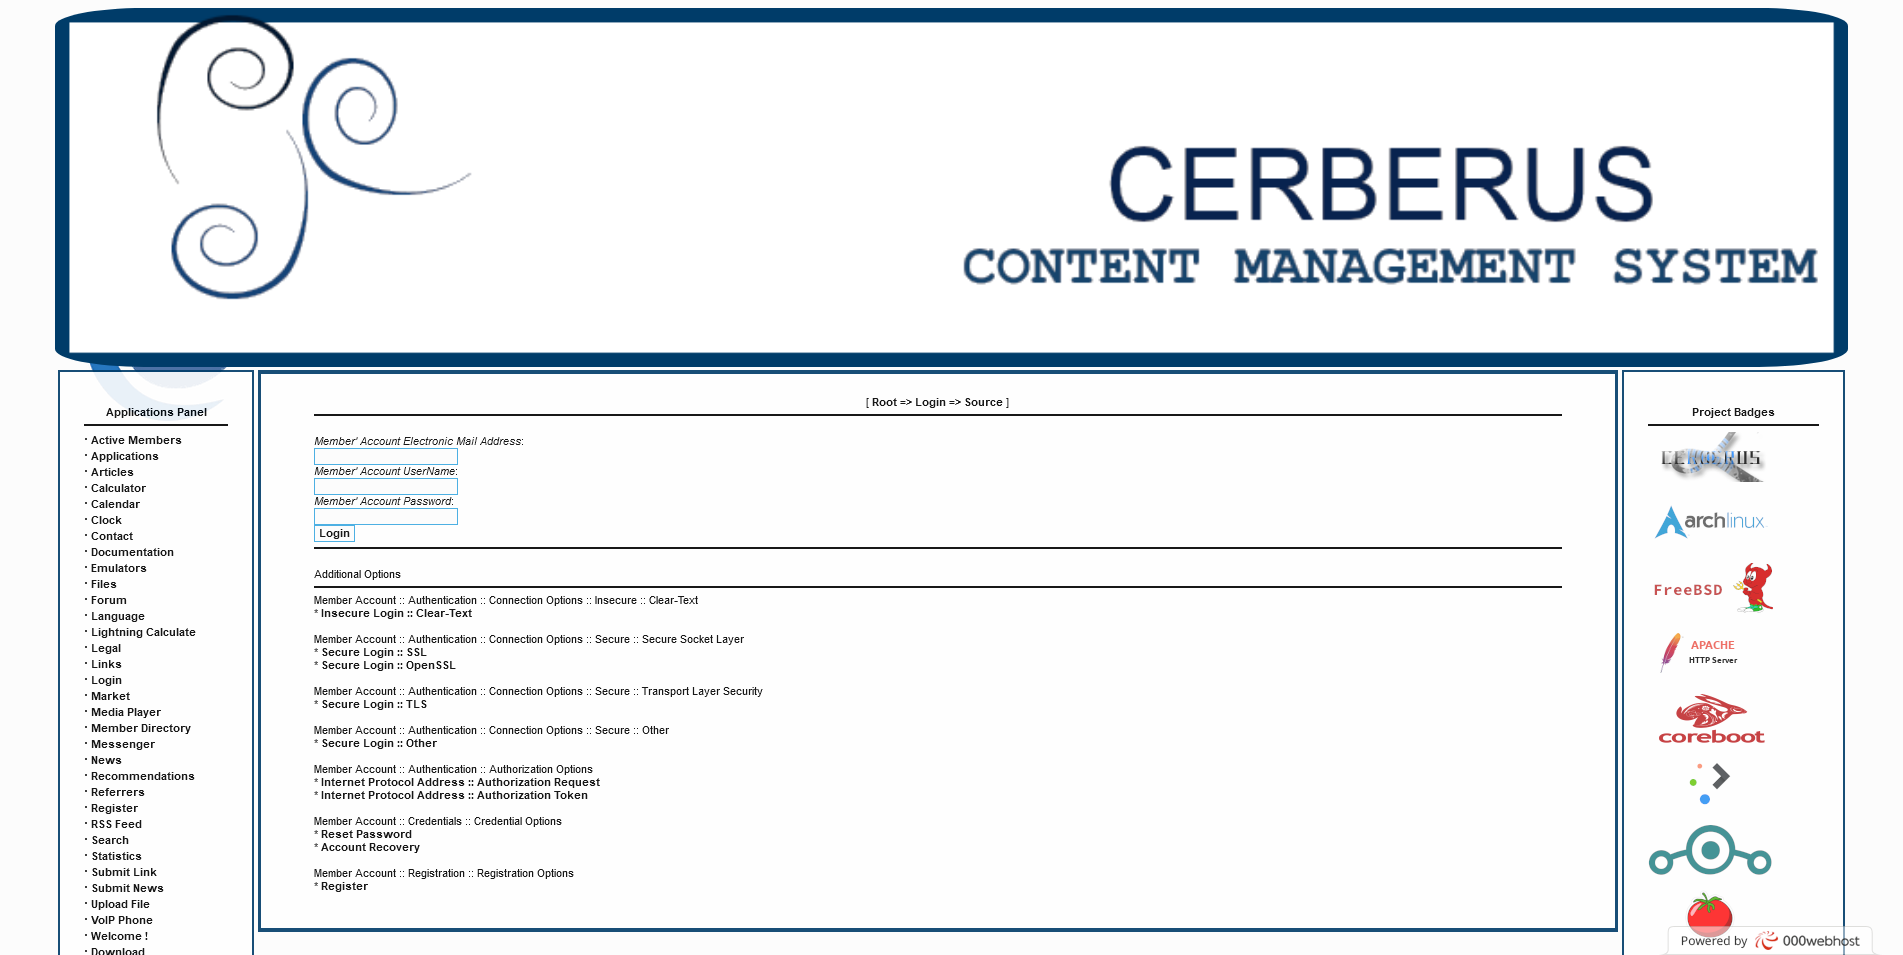 CERBERUS
CONTENT MANAGEMENT SYSTEM
Applications Panel
· Active Members
· Applications
· Articles
· Calculator
· Calendar
· Clock
· Contact
· Documentation
· Emulators
· Files
· Forum
· Language
· Lightning Calculate
· Legal
· Links
· Login
· Market
· Media Player
· Member Directory
· Messenger
· News
· Recommendations
· Referrers
· Register
· RSS Feed
· Search
· Statistics
· Submit Link
· Submit News
· Upload File
· VoIP Phone
· Welcome !
· Download
[ Root => Login => Source ]
Member' Account Electronic Mail Address:
Member' Account UserName:
Member' Account Password:
Login
Additional Options
Member Account :: Authentication :: Connection Options :: Insecure :: Clear-Text
* Insecure Login :: Clear-Text
Member Account :: Authentication :: Connection Options :: Secure :: Secure Socket Layer
* Secure Login :: SSL
* Secure Login :: OpenSSL
Member Account :: Authentication :: Connection Options :: Secure :: Transport Layer Security
* Secure Login :: TLS
Member Account :: Authentication :: Connection Options :: Secure :: Other
* Secure Login :: Other
Member Account :: Authentication :: Authorization Options
* Internet Protocol Address :: Authorization Request
* Internet Protocol Address :: Authorization Token
Member Account :: Credentials :: Credential Options
* Reset Password
* Account Recovery
Member Account :: Registration :: Registration Options
* Register
Project Badges
CERBERUS
archlinux
FreeBSD
APACHE
HTTP Server
coreboot
Powered by 000webhost